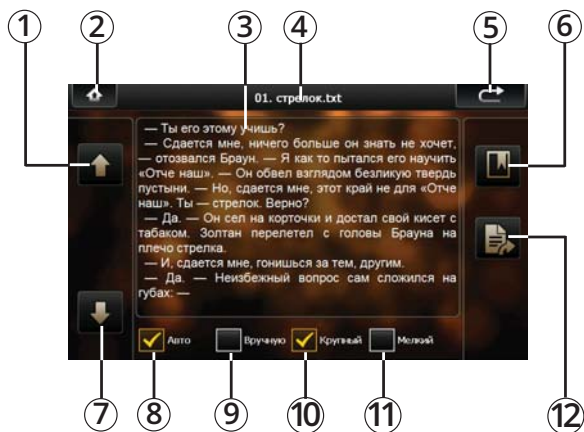 1 2 3 4 5 6
01. стрелок.txt
— Ты его этому учишь?
— Сдается мне, ничего больше он знать не хочет,
— отозвался Браун. — Я как то пытался его научить
«Отче наш». — Он обвел взглядом безликую твердь
пустыни. — Но, сдается мне, этот край не для «Отче
наш». Ты — стрелок. Верно?
— Да. — Он сел на корточки и достал свой кисет с
табаком. Золтан перелетел с головы Брауна на
плечо стрелка.
— И, сдается мне, гонишься за тем, другим.
— Да. — Неизбежный вопрос сам сложился на
губах: —
Авто Вручную Крупный Мелкий
7 8 9 10 11 12